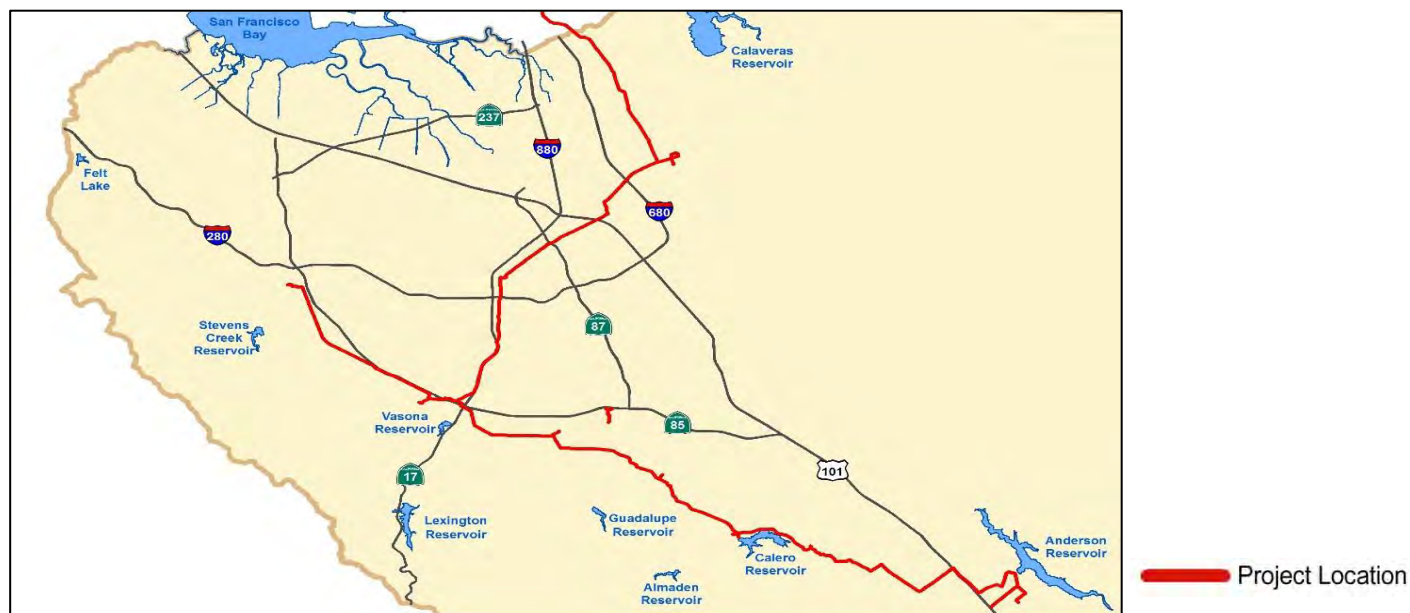 San Francisco
Bay
Calaveras
Reservoir
237
880
Felt
Lake
680
280
Stevens
Creek
Reservoir
87
Vasona
Reservoir
85
101
17
Lexington
Reservoir
Guadalupe
Reservoir
Calero
Reservoir
Anderson
Reservoir
Almaden
Reservoir
Project Location